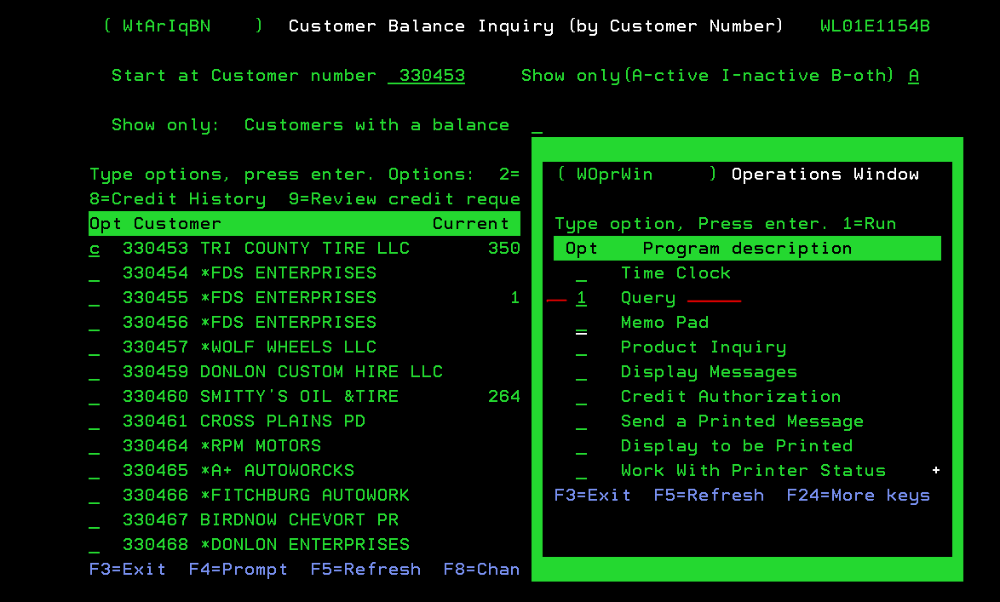 ( WtArIqBN    )  Customer Balance Inquiry (by Customer Number)   WL01E1154B
Start at Customer number _330453     Show only(A-ctive I-nactive B-oth) A
Show only:  Customers with a balance  _
Type options, press enter. Options:  2=
8=Credit History  9=Review credit reque
Opt Customer                   Current
c  330453 TRI COUNTY TIRE LLC       350
_  330454 *FDS ENTERPRISES
_  330455 *FDS ENTERPRISES            1
_  330456 *FDS ENTERPRISES
_  330457 *WOLF WHEELS LLC
_  330459 DONLON CUSTOM HIRE LLC
_  330460 SMITTY'S OIL &TIRE        264
_  330461 CROSS PLAINS PD
_  330464 *RPM MOTORS
_  330465 *A+ AUTOWORCKS
_  330466 *FITCHBURG AUTOWORK
_  330467 BIRDNOW CHEVORT PR
_  330468 *DONLON ENTERPRISES
F3=Exit  F4=Prompt  F5=Refresh  F8=Chan
( WOprWin     ) Operations Window
Type option, Press enter. 1=Run
Opt    Program description
_   Time Clock
1   Query
_   Memo Pad
_   Product Inquiry
_   Display Messages
_   Credit Authorization
_   Send a Printed Message
_   Display to be Printed
_   Work With Printer Status    +
F3=Exit  F5=Refresh  F24=More keys